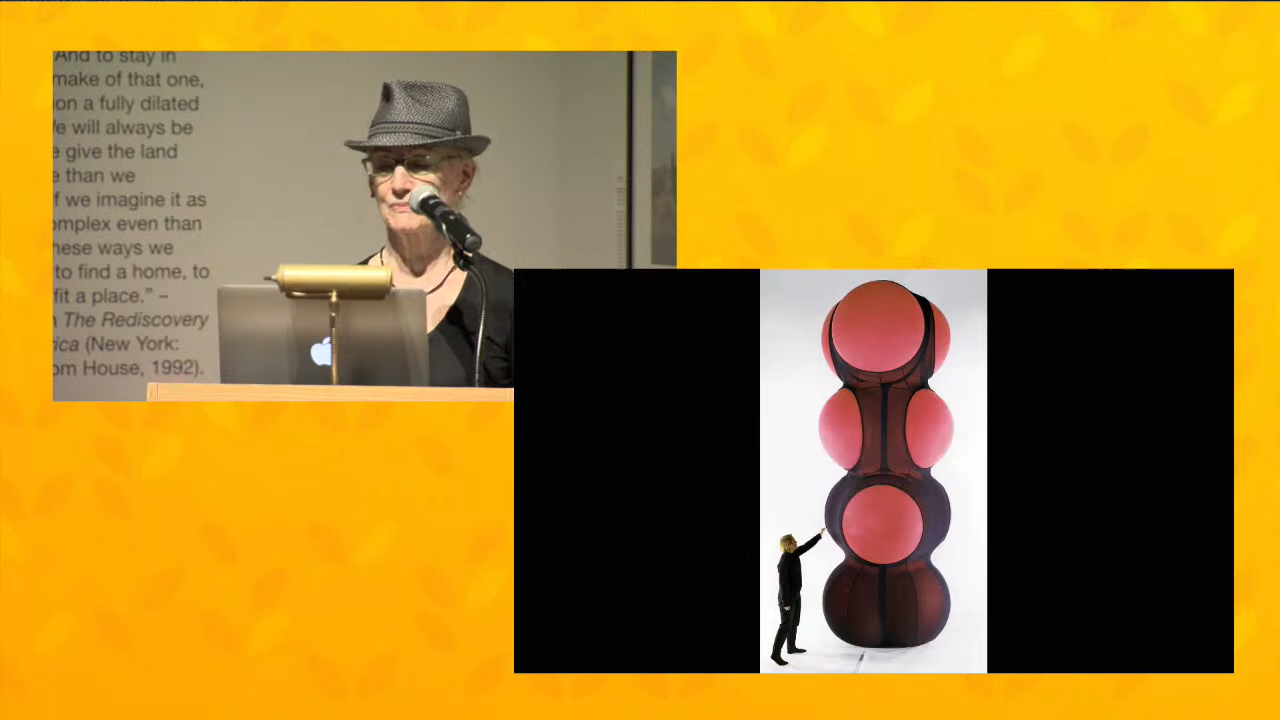 And to stay in
make of that one,
on a fully dilated
e will always be
give the land
than we
f we imagine it as
omplex even than
hese ways we
to find a home, to
fit a place.” –
The Rediscovery
ica (New York:
om House, 1992).